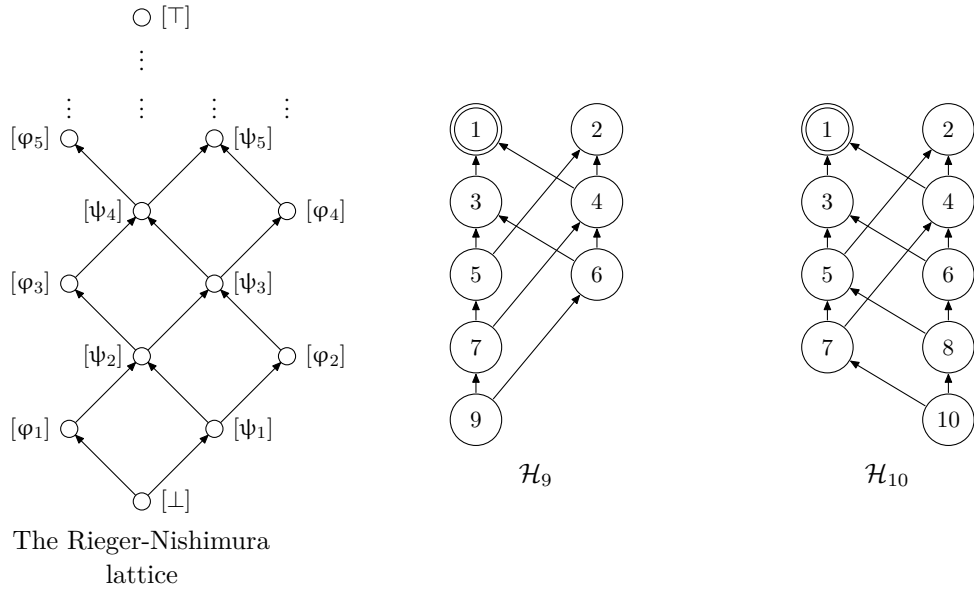 [⊤]
⋮
⋮ ⋮ ⋮ ⋮
[φ₅] [ψ₅]
[ψ₄] [φ₄]
[φ₃] [ψ₃]
[ψ₂] [φ₂]
[φ₁] [ψ₁]
[⊥]
The Rieger-Nishimura
lattice
1 2
3 4
5 6
7
9
ℋ₉
1 2
3 4
5 6
7 8
10
ℋ₁₀